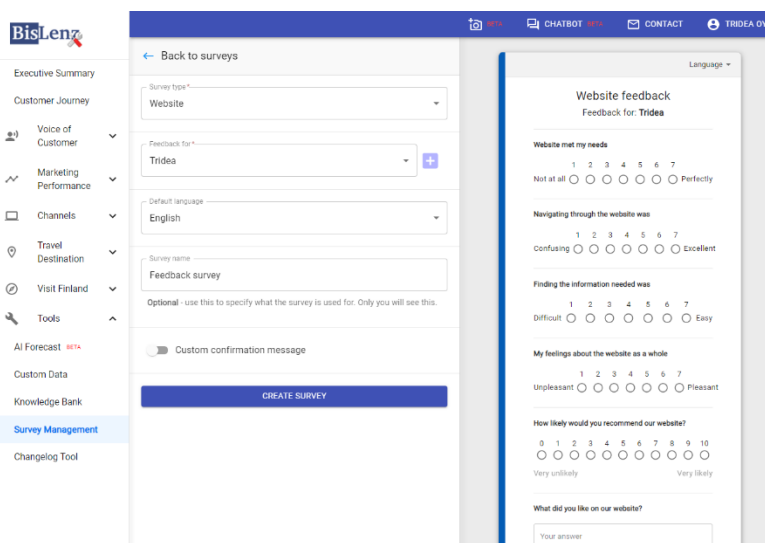 BisLenz
BETA
CHATBOT BETA
CONTACT
TRIDEA OY
Executive Summary
Customer Journey
Voice of
Customer
Marketing
Performance
Channels
Travel
Destination
Visit Finland
Tools
AI Forecast BETA
Custom Data
Knowledge Bank
Survey Management
Changelog Tool
← Back to surveys
Survey type *
Website
Feedback for *
Tridea
+
Default language
English
Survey name
Feedback survey
Optional - use this to specify what the survey is used for. Only you will see this.
Custom confirmation message
CREATE SURVEY
Language
Website feedback
Feedback for: Tridea
Website met my needs
1 2 3 4 5 6 7
Not at all Perfectly
Navigating through the website was
1 2 3 4 5 6 7
Confusing Excellent
Finding the information needed was
1 2 3 4 5 6 7
Difficult Easy
My feelings about the website as a whole
1 2 3 4 5 6 7
Unpleasant Pleasant
How likely would you recommend our website?
0 1 2 3 4 5 6 7 8 9 10
Very unlikely Very likely
What did you like on our website?
Your answer